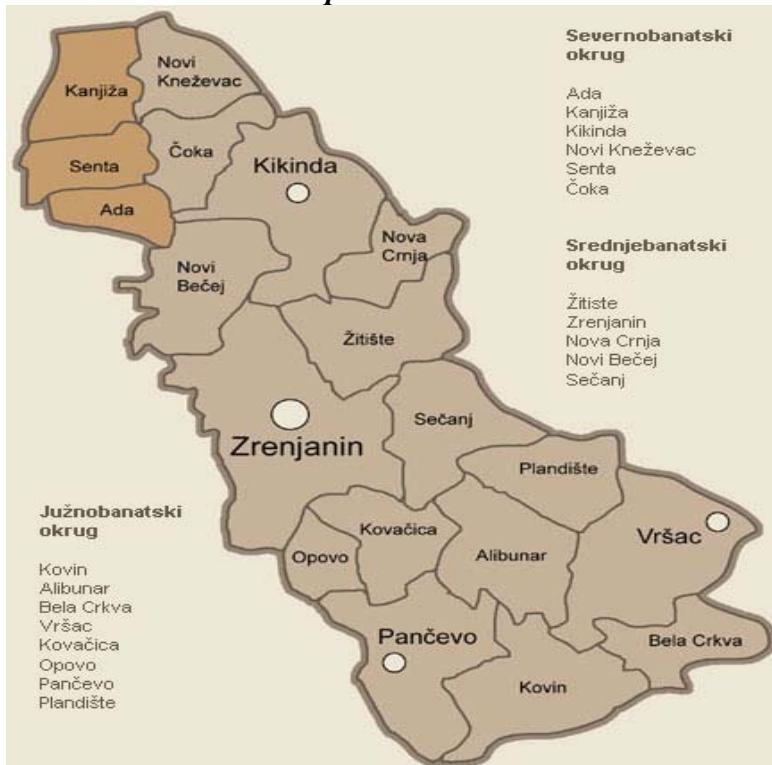 Severnobanatski
okrug
Ada
Kanjiža
Kikinda
Novi Kneževac
Senta
Čoka
Srednjebanatski
okrug
Žitiste
Zrenjanin
Nova Crnja
Novi Bečej
Sečanj
Južnobanatski
okrug
Kovin
Alibunar
Bela Crkva
Vršac
Kovačica
Opovo
Pančevo
Plandište
Novi
Kneževac
Kanjiža
Čoka
Senta
Kikinda
Ada
Nova
Crnja
Novi
Bečej
Žitište
Sečanj
Zrenjanin
Plandište
Kovačica
Vršac
Opovo
Alibunar
Pančevo
Bela Crkva
Kovin